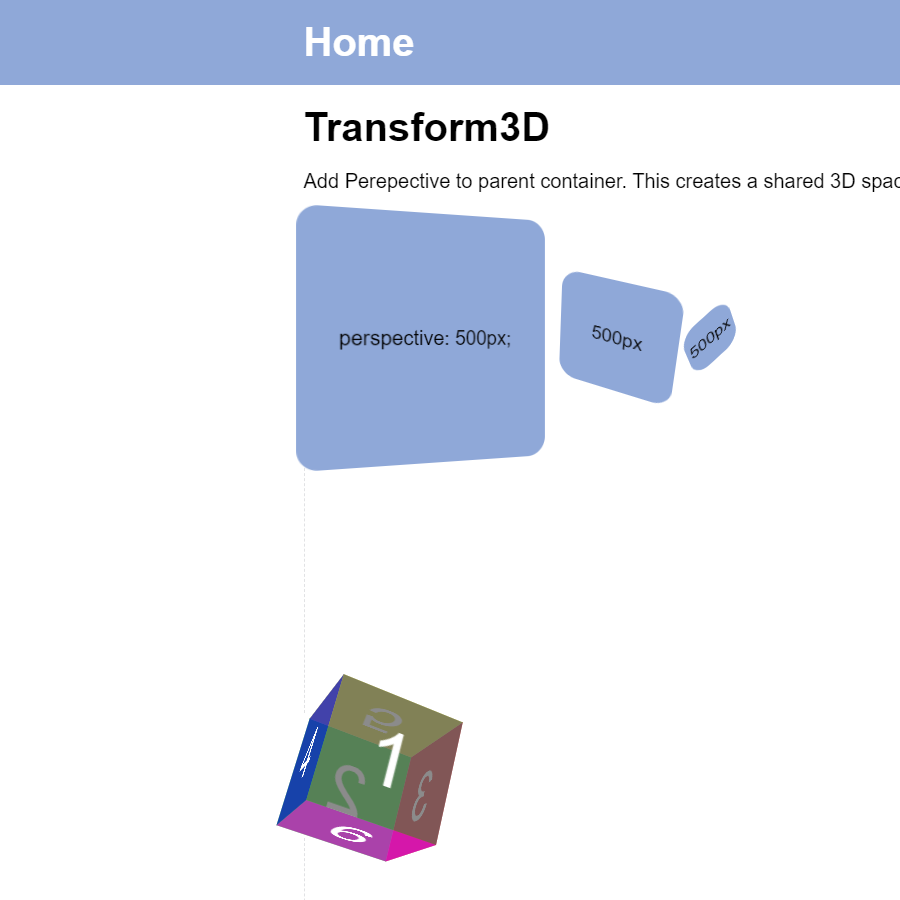 Home
Transform3D
Add Perepective to parent container. This creates a shared 3D spac
perspective: 500px;
500px
500px
5
1
4
2
3
6